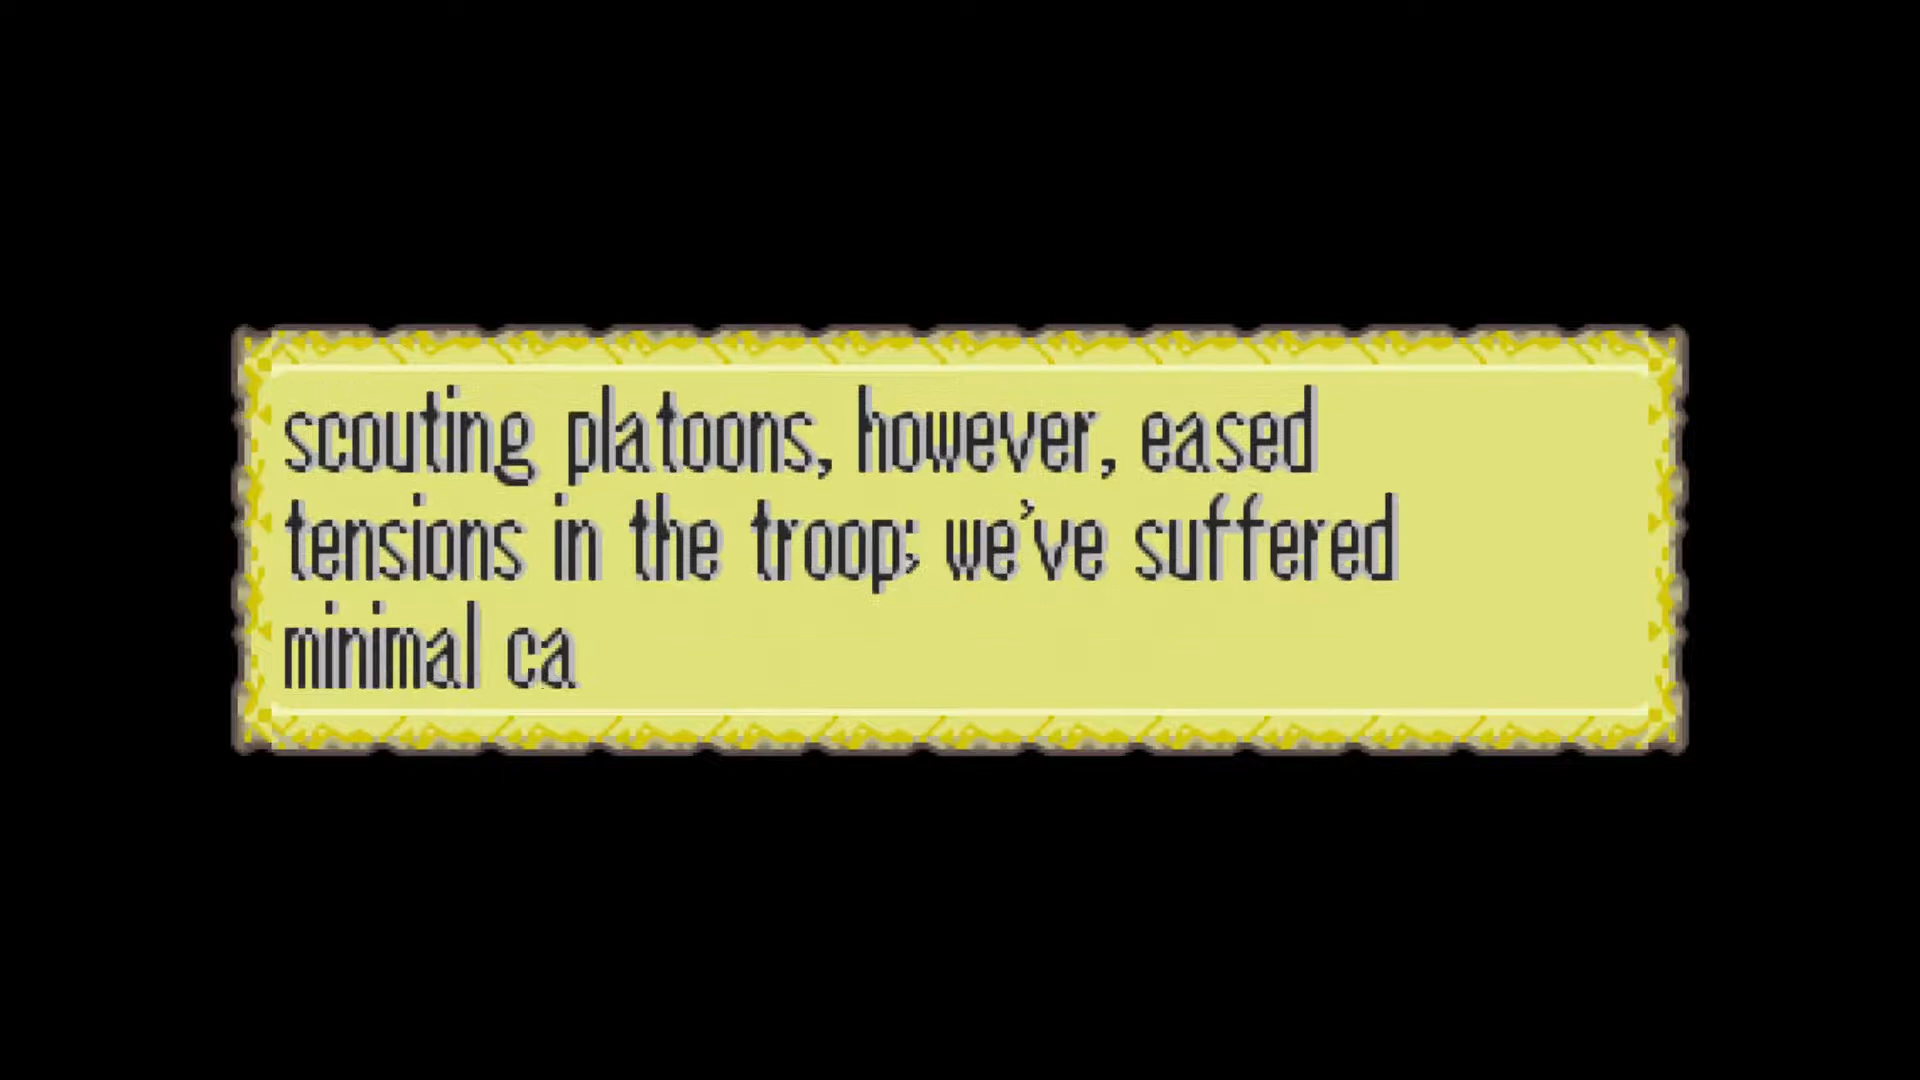 scouting platoons, however, eased
tensions in the troop; we've suffered
minimal ca